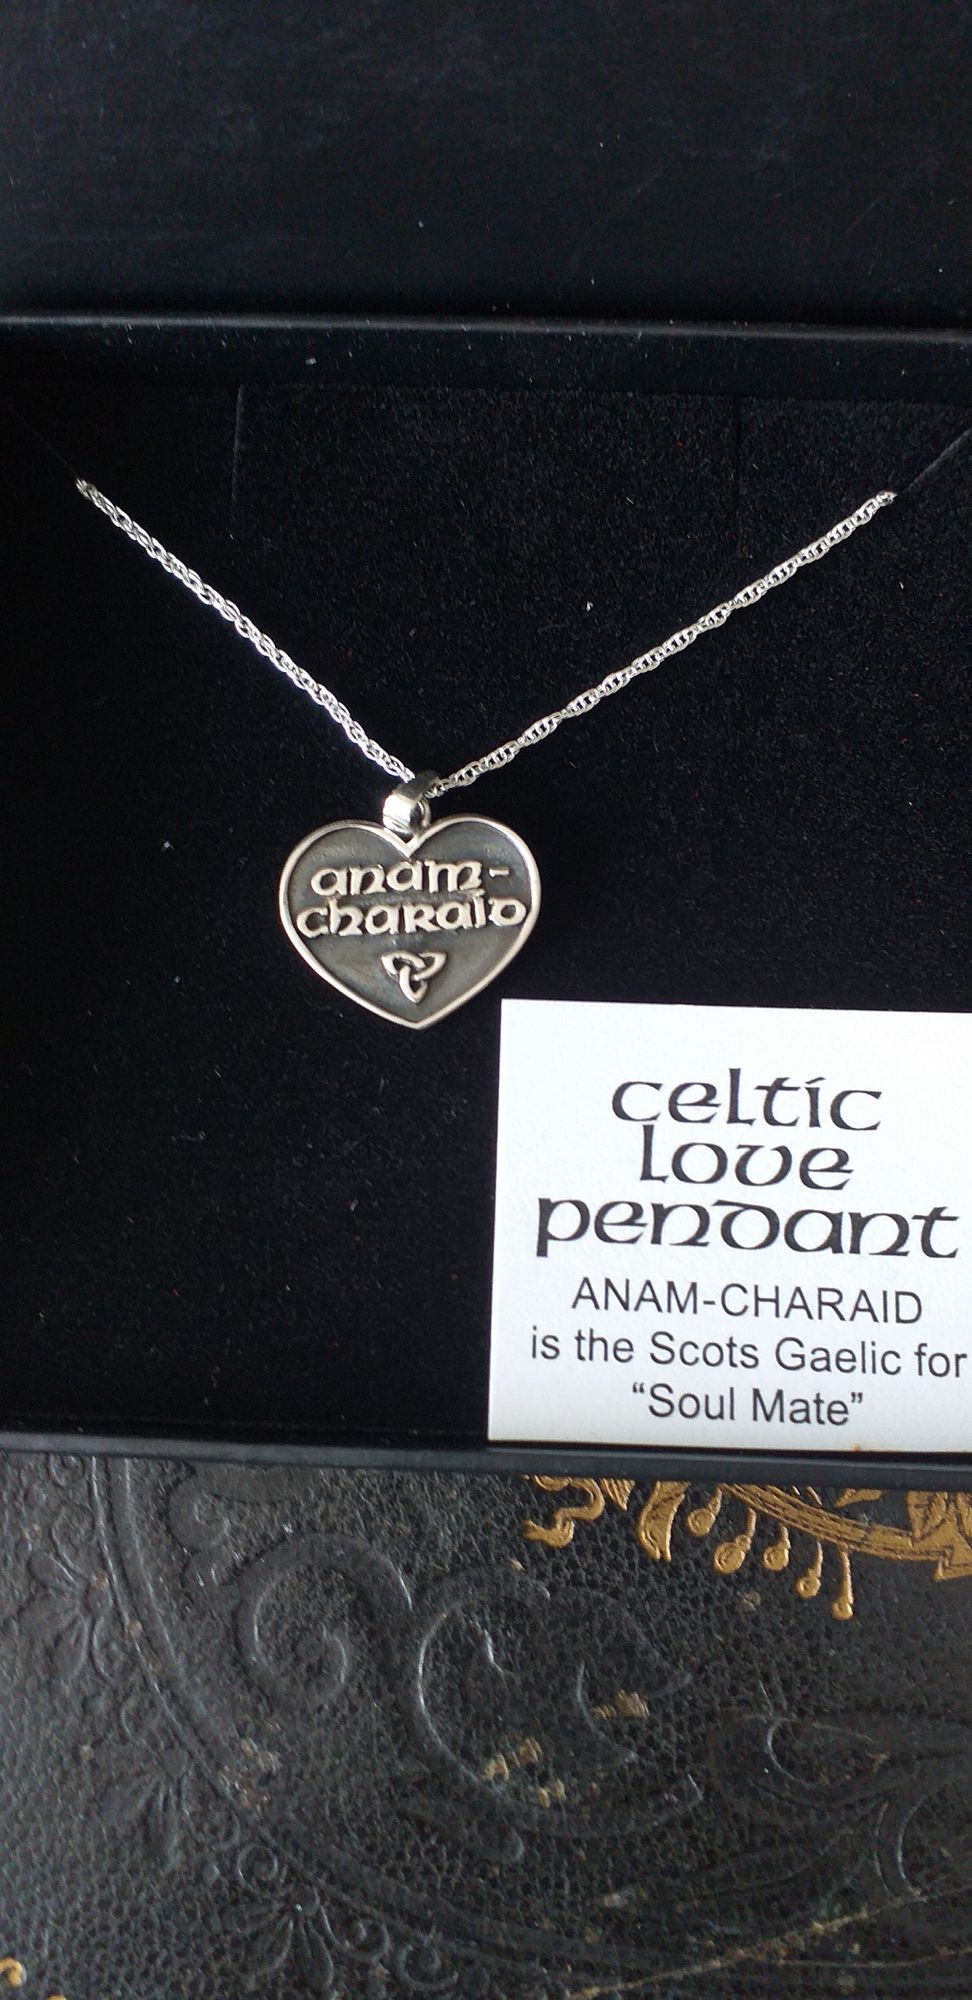 anam-
charaid
celtic
love
pendant
ANAM-CHARAID
is the Scots Gaelic for
“Soul Mate”